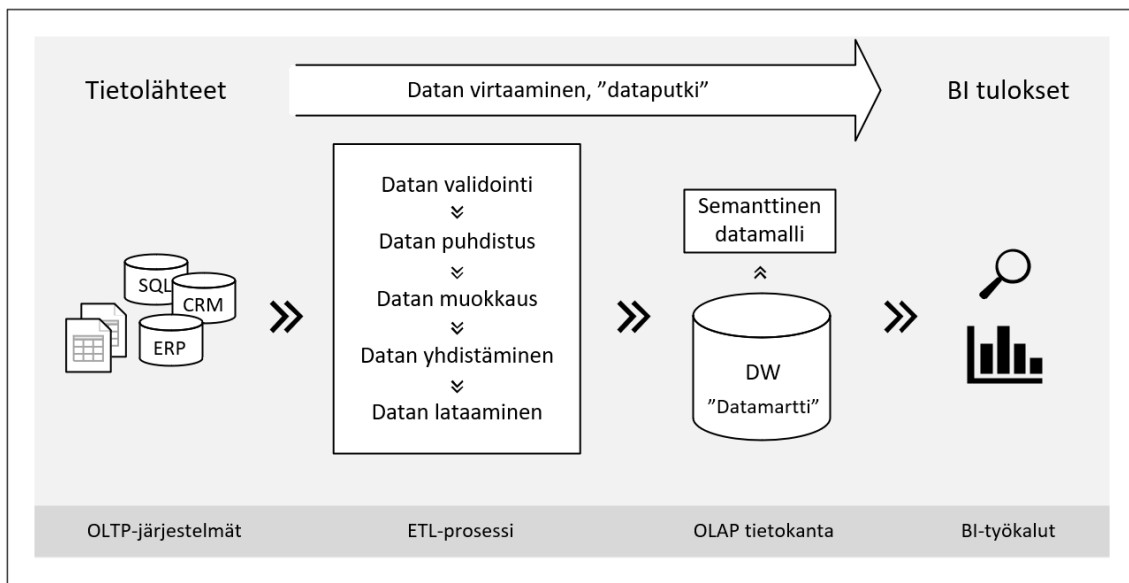 Tietolähteet
Datan virtaaminen, ”dataputki”
BI tulokset
SQL
CRM
ERP
Datan validointi
Datan puhdistus
Datan muokkaus
Datan yhdistäminen
Datan lataaminen
Semanttinen
datamalli
DW
”Datamartti”
OLTP-järjestelmät
ETL-prosessi
OLAP tietokanta
BI-työkalut